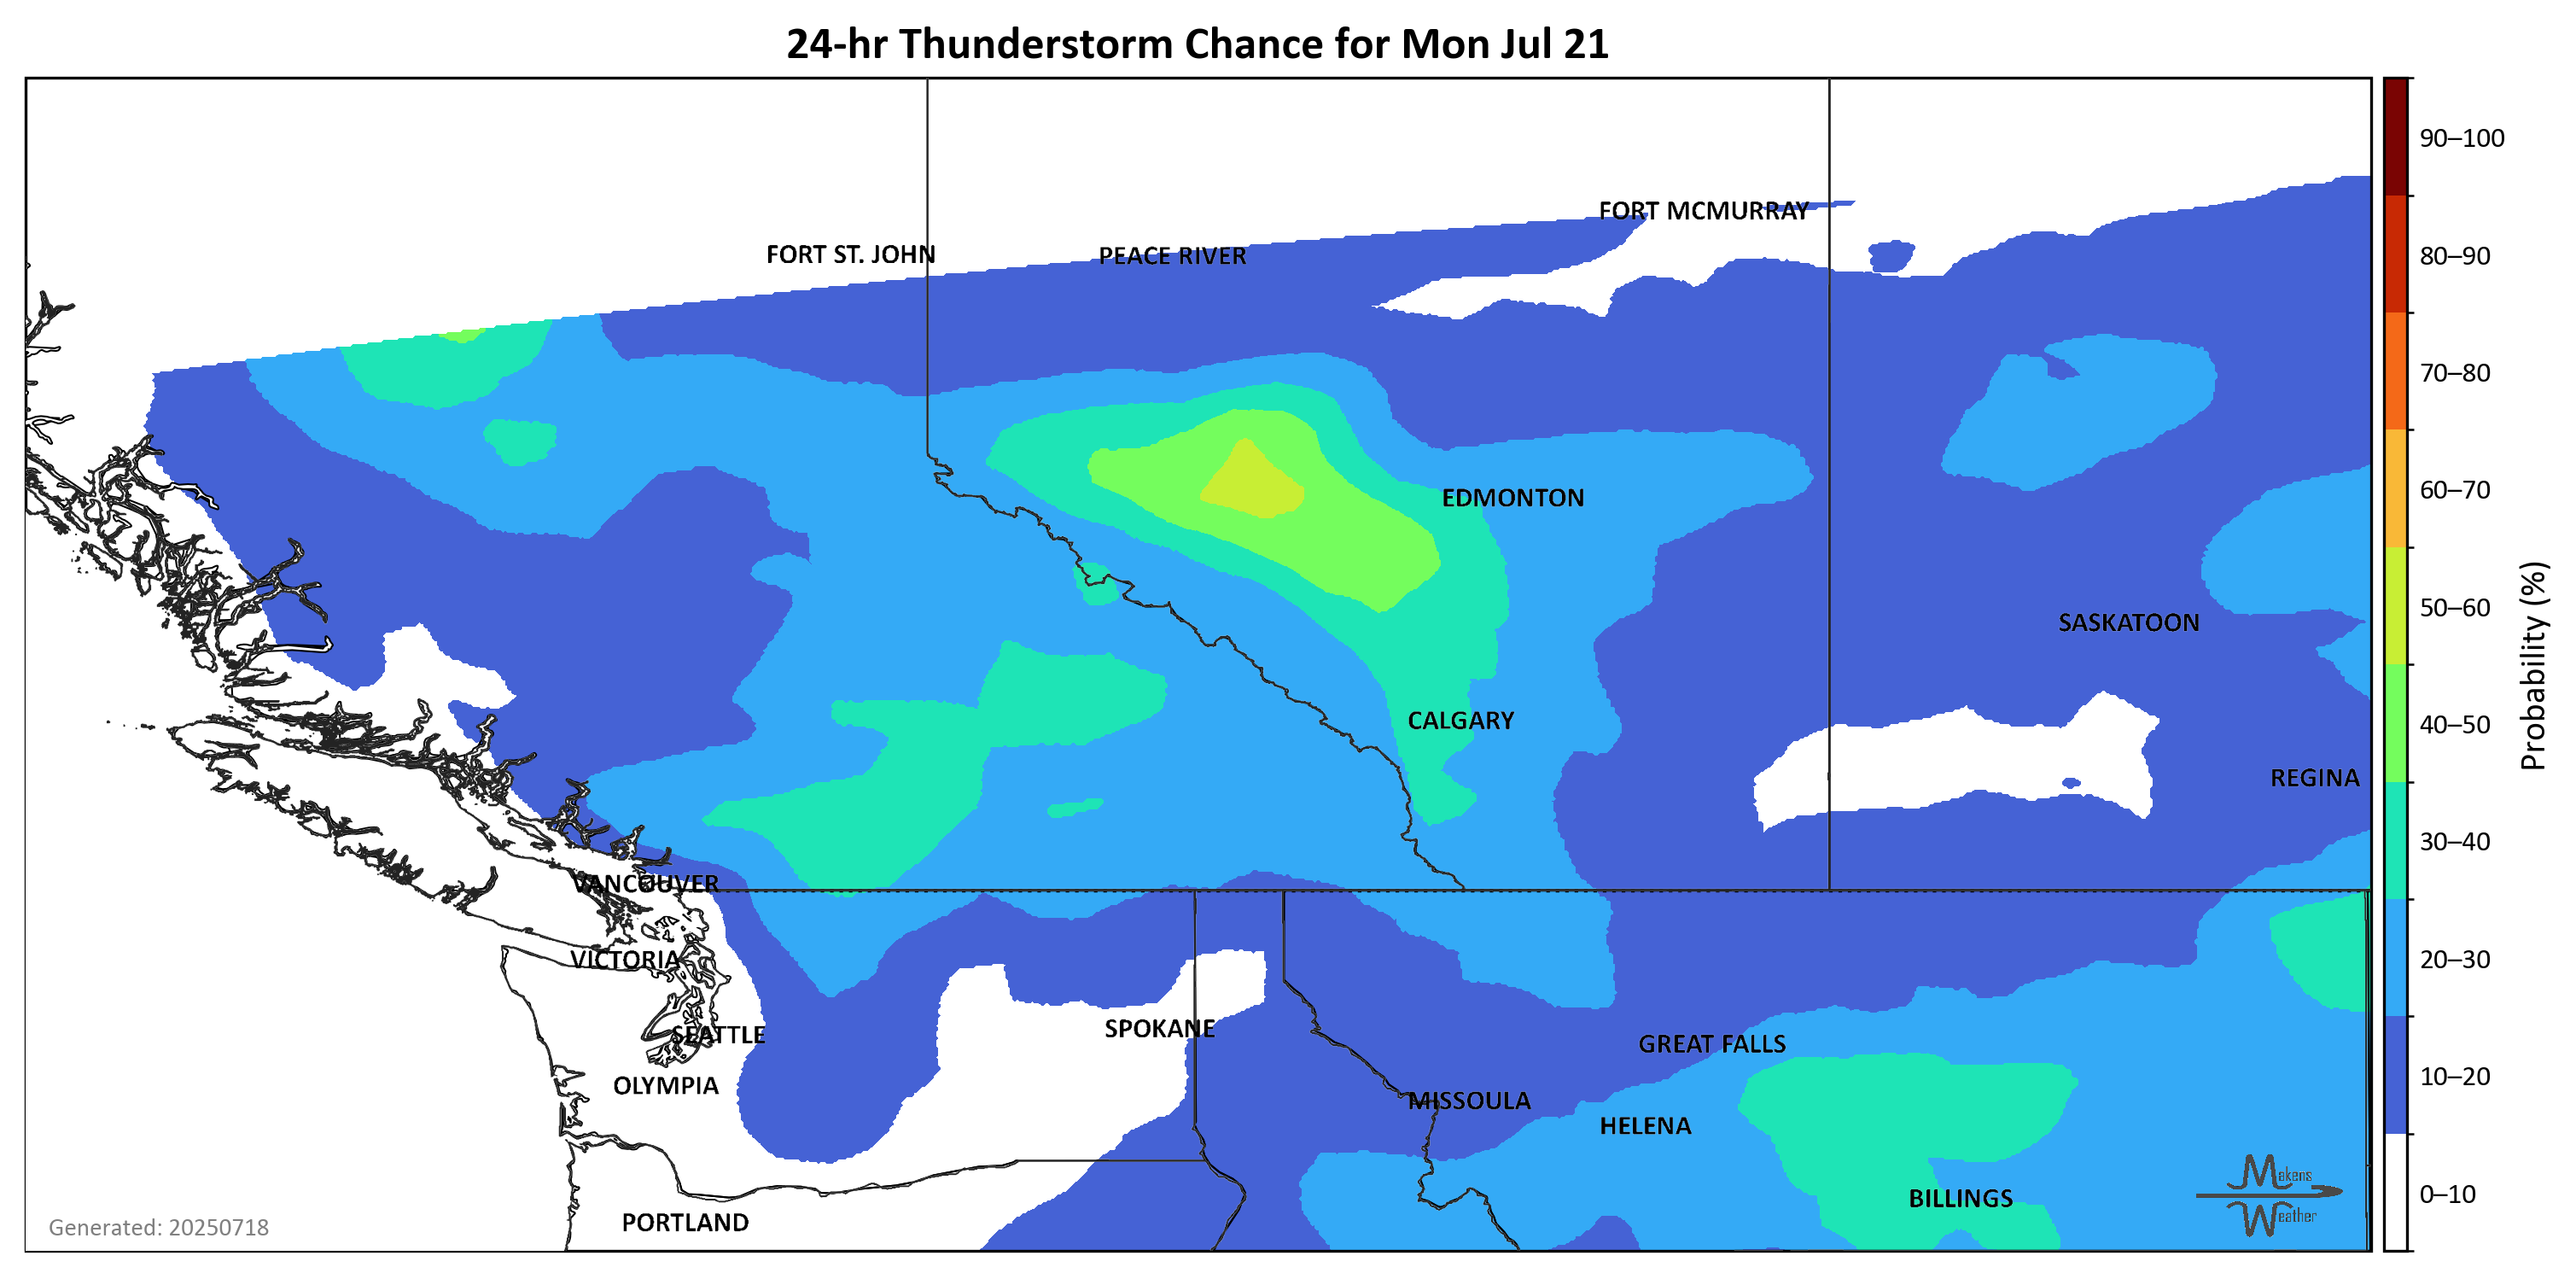 24-hr Thunderstorm Chance for Mon Jul 21
90–100
FORT MCMURRAY
FORT ST. JOHN
PEACE RIVER
80–90
70–80
60–70
EDMONTON
50–60
SASKATOON
Probability (%)
CALGARY
40–50
REGINA
30–40
VANCOUVER
VICTORIA
20–30
SEATTLE
SPOKANE
GREAT FALLS
10–20
OLYMPIA
MISSOULA
HELENA
Makens
Weather
BILLINGS
0–10
PORTLAND
Generated: 20250718